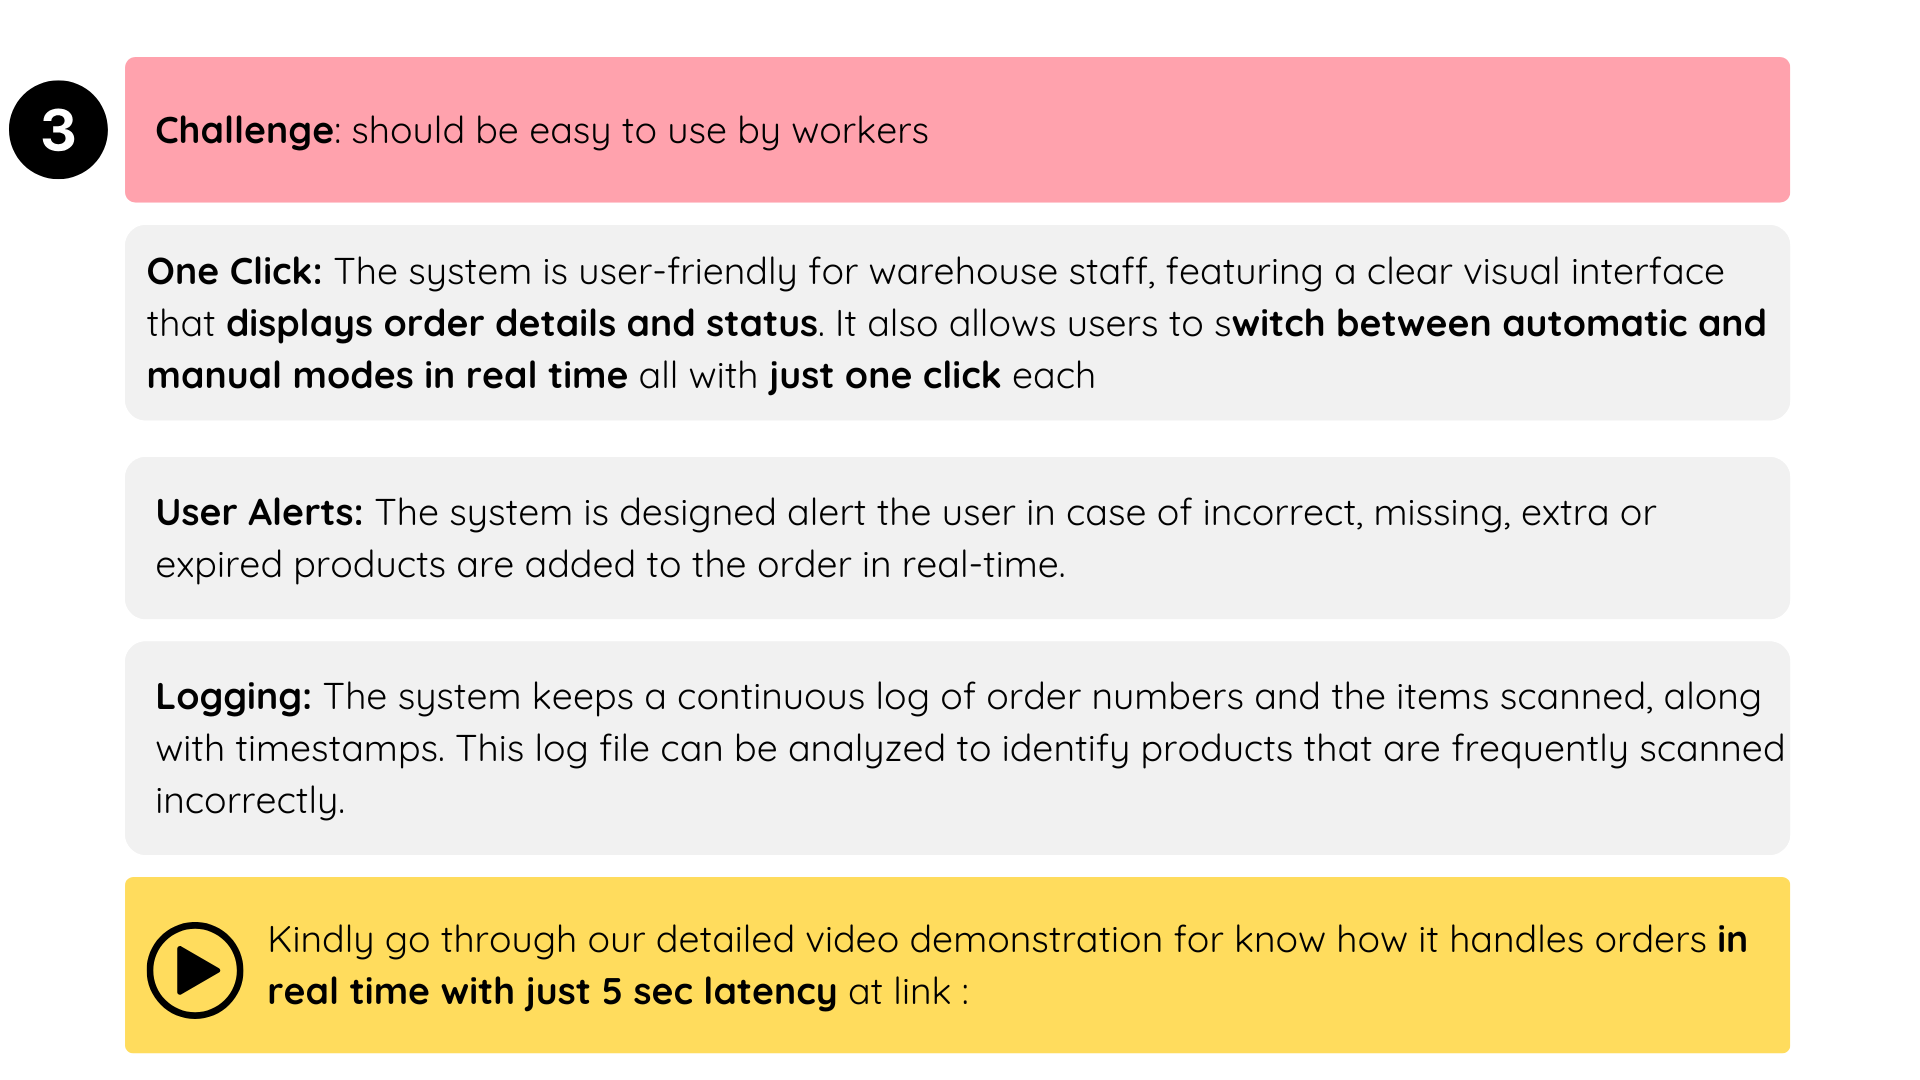 3
Challenge: should be easy to use by workers
One Click: The system is user-friendly for warehouse staff, featuring a clear visual interface
that displays order details and status. It also allows users to switch between automatic and
manual modes in real time all with just one click each
User Alerts: The system is designed alert the user in case of incorrect, missing, extra or
expired products are added to the order in real-time.
Logging: The system keeps a continuous log of order numbers and the items scanned, along
with timestamps. This log file can be analyzed to identify products that are frequently scanned
incorrectly.
Kindly go through our detailed video demonstration for know how it handles orders in
real time with just 5 sec latency at link :